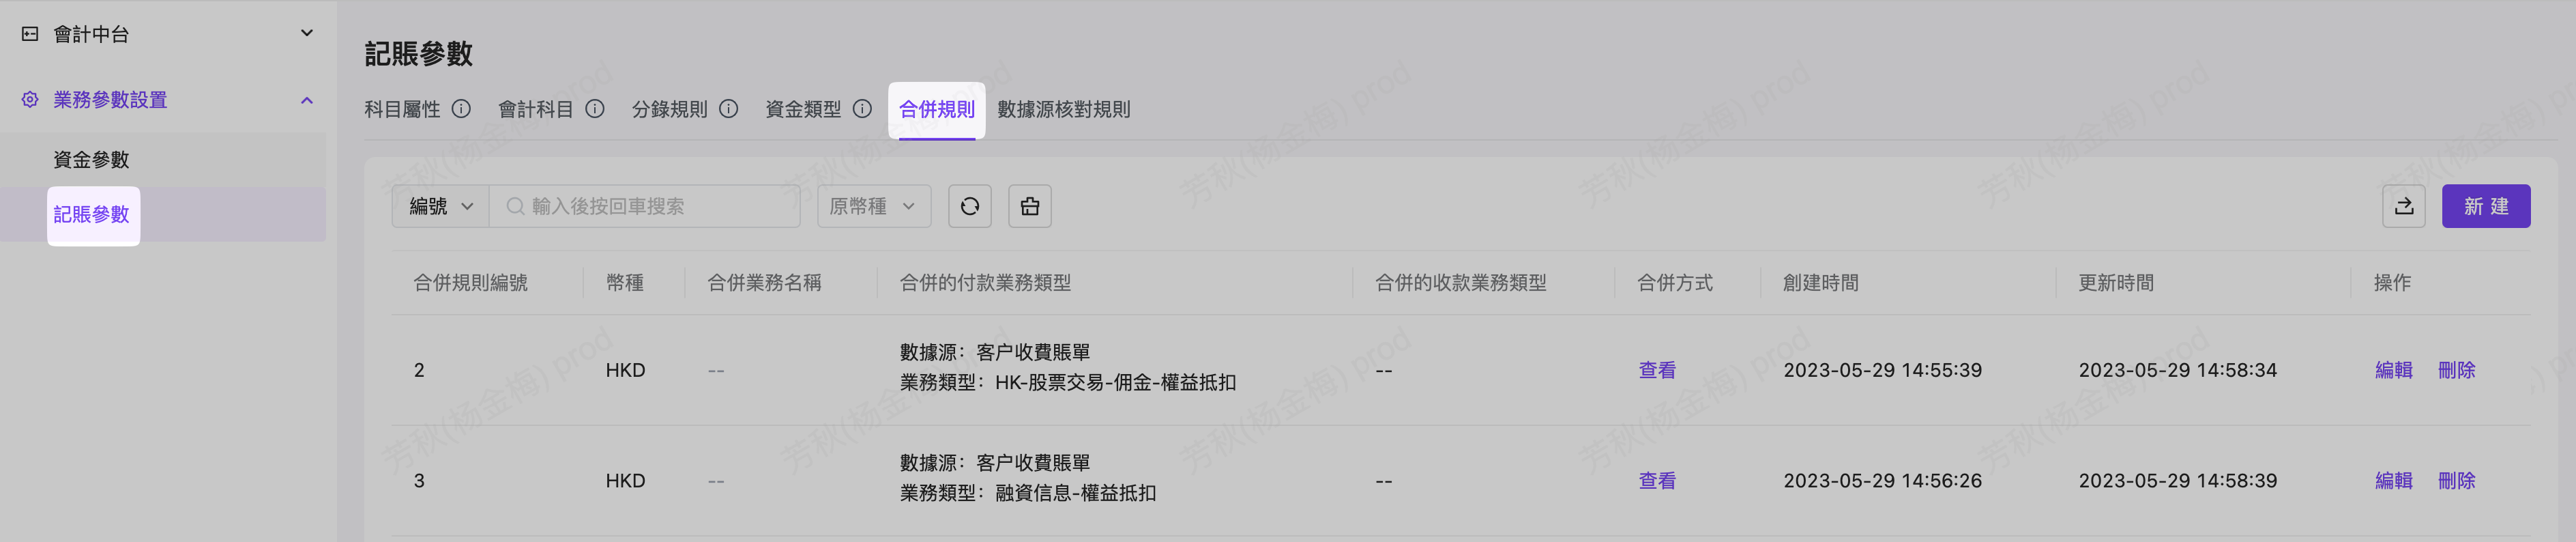 會計中台
業務參數設置
資金參數
記賬參數
記賬參數
科目屬性 會計科目 分錄規則 資金類型 合併規則 數據源核對規則
編號 輸入後按回車搜索 原幣種 新建
合併規則編號 幣種 合併業務名稱 合併的付款業務類型 合併的收款業務類型 合併方式 創建時間 更新時間 操作
數據源：客户收費賬單
2 HKD -- 業務類型：HK-股票交易-佣金-權益抵扣 -- 查看 2023-05-29 14:55:39 2023-05-29 14:58:34 編輯 刪除
數據源：客户收費賬單
3 HKD -- 業務類型：融資信息-權益抵扣 -- 查看 2023-05-29 14:56:26 2023-05-29 14:58:39 編輯 刪除
芳秋(杨金梅) prod